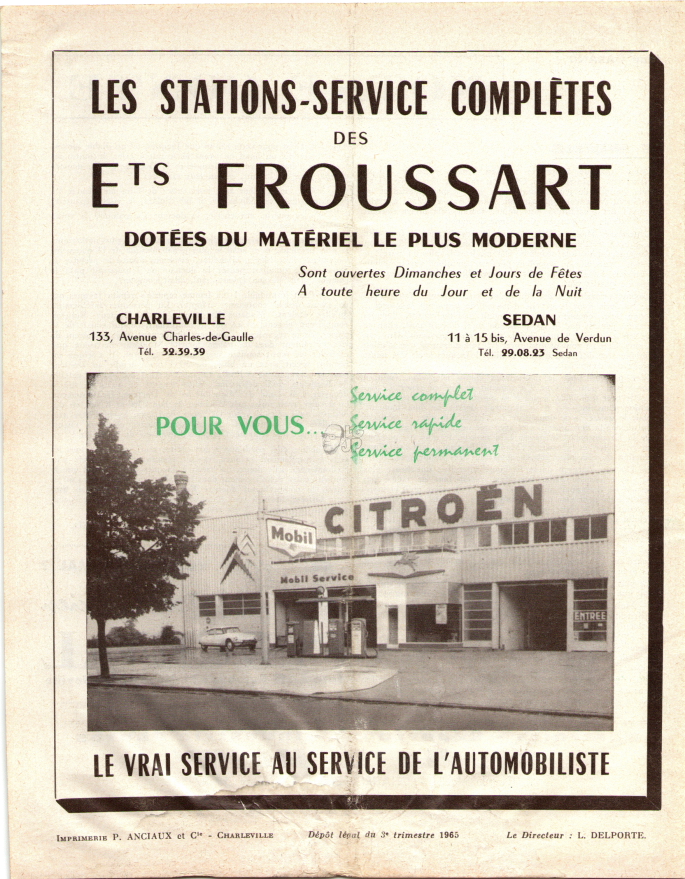 LES STATIONS-SERVICE COMPLÈTES
DES
ETS FROUSSART
DOTÉES DU MATÉRIEL LE PLUS MODERNE
Sont ouvertes Dimanches et Jours de Fêtes
A toute heure du Jour et de la Nuit
CHARLEVILLE
133, Avenue Charles-de-Gaulle
Tél. 32.39.39
SEDAN
11 à 15 bis, Avenue de Verdun
Tél. 29.08.23 Sedan
POUR VOUS...
Service complet
Service rapide
Service permanent
CITROËN
Mobil
Mobil Service
ENTREE
LE VRAI SERVICE AU SERVICE DE L'AUTOMOBILISTE
IMPRIMERIE P. ANCIAUX et Cie - CHARLEVILLE
Dépôt légal du 3e trimestre 1965
Le Directeur : L. DELPORTE.